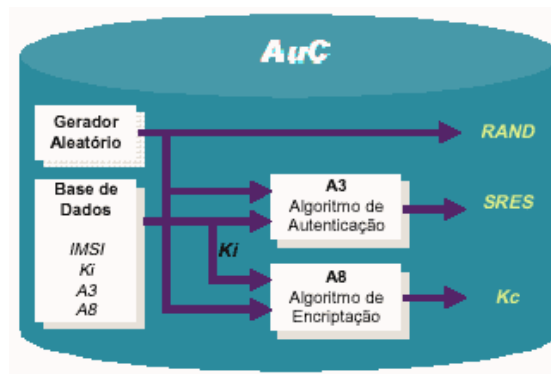 AuC
Gerador
Aleatório
RAND
Base de
Dados
IMSI
Ki
A3
A8
A3
Algoritmo de
Autenticação
SRES
Ki
A8
Algoritmo de
Encriptação
Kc